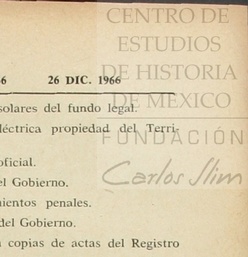 CENTRO DE
ESTUDIOS
DE HISTORIA
DE MÉXICO
FUNDACIÓN
Carlos Slim
6 26 DIC. 1966
solares del fundo legal.
léctrica propiedad del Terri-
oficial.
el Gobierno.
mientos penales.
del Gobierno.
n copias de actas del Registro